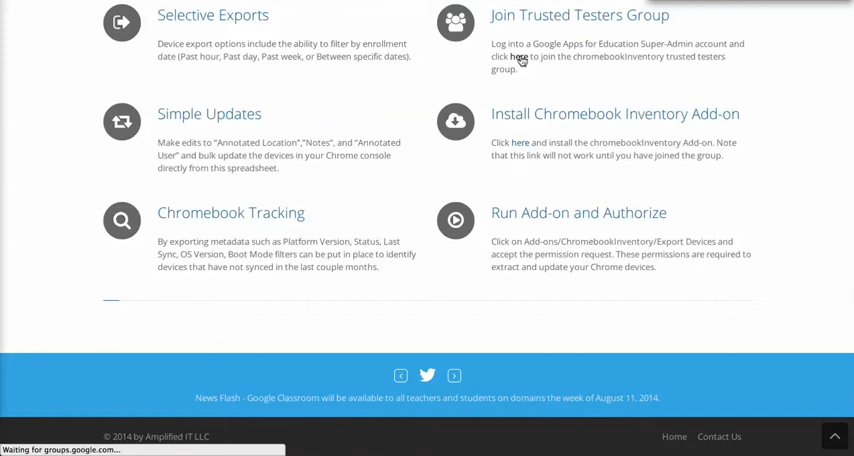 Selective Exports
Device export options include the ability to filter by enrollment
date (Past hour, Past day, Past week, or Between specific dates).
Simple Updates
Make edits to “Annotated Location”,”Notes”, and “Annotated
User” and bulk update the devices in your Chrome console
directly from this spreadsheet.
Chromebook Tracking
By exporting metadata such as Platform Version, Status, Last
Sync, OS Version, Boot Mode filters can be put in place to identify
devices that have not synced in the last couple months.
Join Trusted Testers Group
Log into a Google Apps for Education Super-Admin account and
click here to join the chromebookInventory trusted testers
group.
Install Chromebook Inventory Add-on
Click here and install the chromebookInventory Add-on. Note
that this link will not work until you have joined the group.
Run Add-on and Authorize
Click on Add-ons/ChromebookInventory/Export Devices and
accept the permission request. These permissions are required to
extract and update your Chrome devices.
News Flash - Google Classroom will be available to all teachers and students on domains the week of August 11, 2014.
© 2014 by Amplified IT LLC
Home Contact Us
Waiting for groups.google.com...